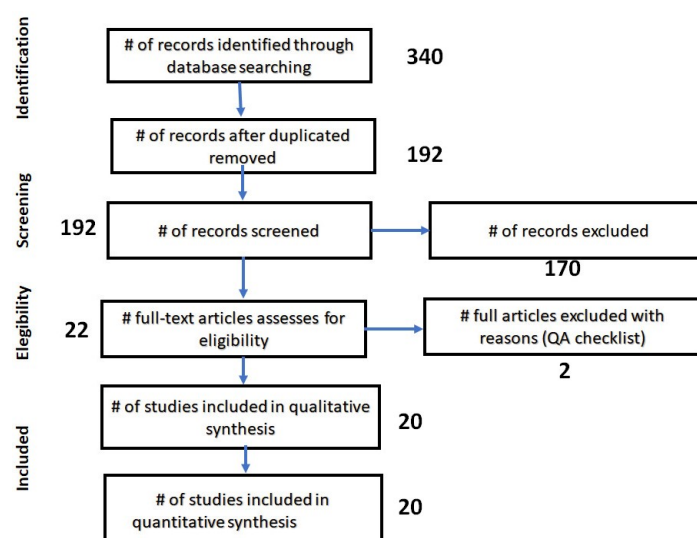 Identification
# of records identified through
database searching
340
# of records after duplicated
removed
192
Screening
192
# of records screened
# of records excluded
170
Elegibility
22
# full-text articles assesses for
eligibility
# full articles excluded with
reasons (QA checklist)
2
Included
# of studies included in qualitative
synthesis
20
# of studies included in
quantitative synthesis
20